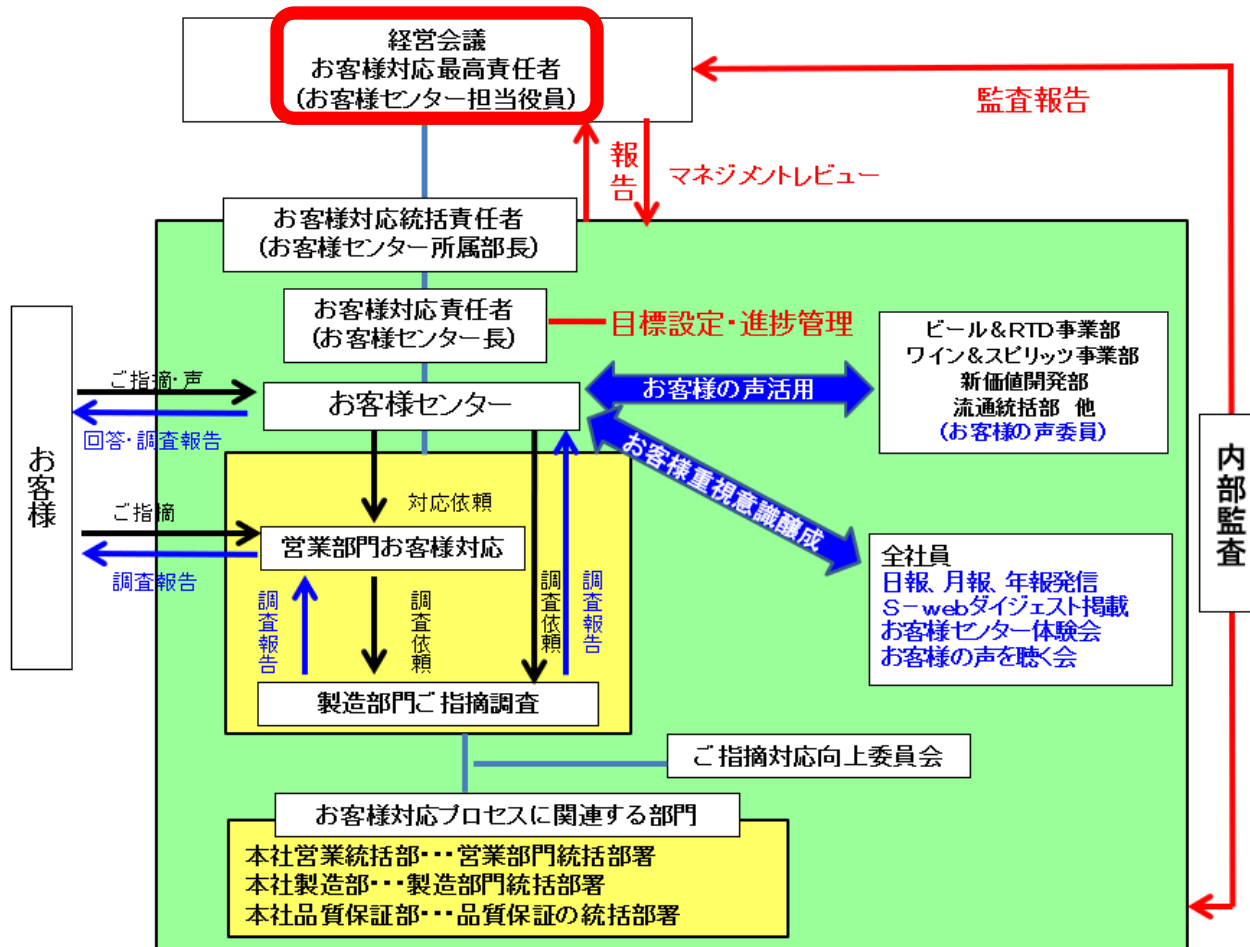 経営会議
お客様対応最高責任者
(お客様センター担当役員)
監査報告
報告
マネジメントレビュー
お客様対応統括責任者
(お客様センター所属部長)
お客様対応責任者
(お客様センター長)
目標設定・進捗管理
ビール&RTD事業部
ワイン&スピリッツ事業部
新価値開発部
流通統括部 他
(お客様の声委員)
ご指摘・声
お客様センター
お客様の声活用
回答・調査報告
お客様
お客様重視意識醸成
内部監査
対応依頼
ご指摘
営業部門お客様対応
調査報告
調査報告
調査依頼
調査依頼
調査報告
全社員
日報、月報、年報発信
S-webダイジェスト掲載
お客様センター体験会
お客様の声を聴く会
製造部門ご指摘調査
ご指摘対応向上委員会
お客様対応プロセスに関連する部門
本社営業統括部・・・営業部門統括部署
本社製造部・・・製造部門統括部署
本社品質保証部・・・品質保証の統括部署